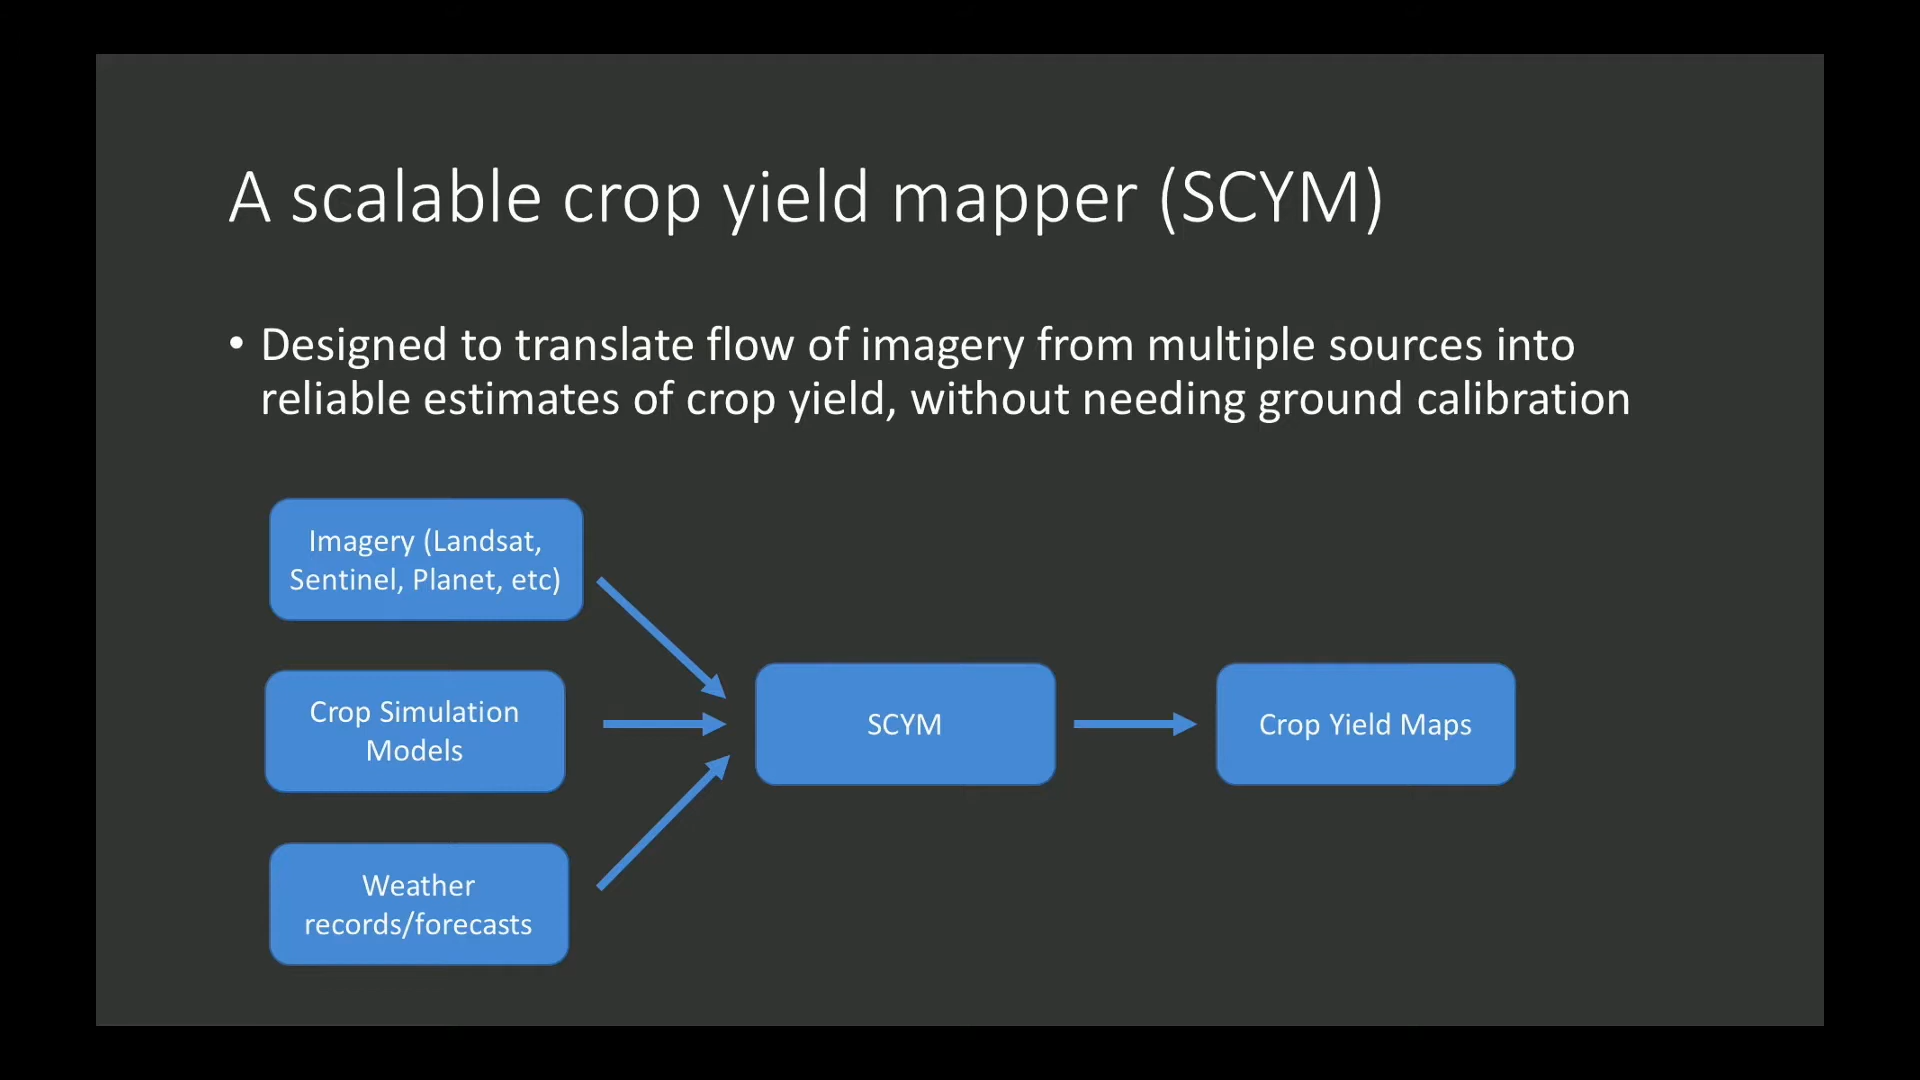 A scalable crop yield mapper (SCYM)
• Designed to translate flow of imagery from multiple sources into
reliable estimates of crop yield, without needing ground calibration
Imagery (Landsat,
Sentinel, Planet, etc)
Crop Simulation
Models
Weather
records/forecasts
SCYM
Crop Yield Maps